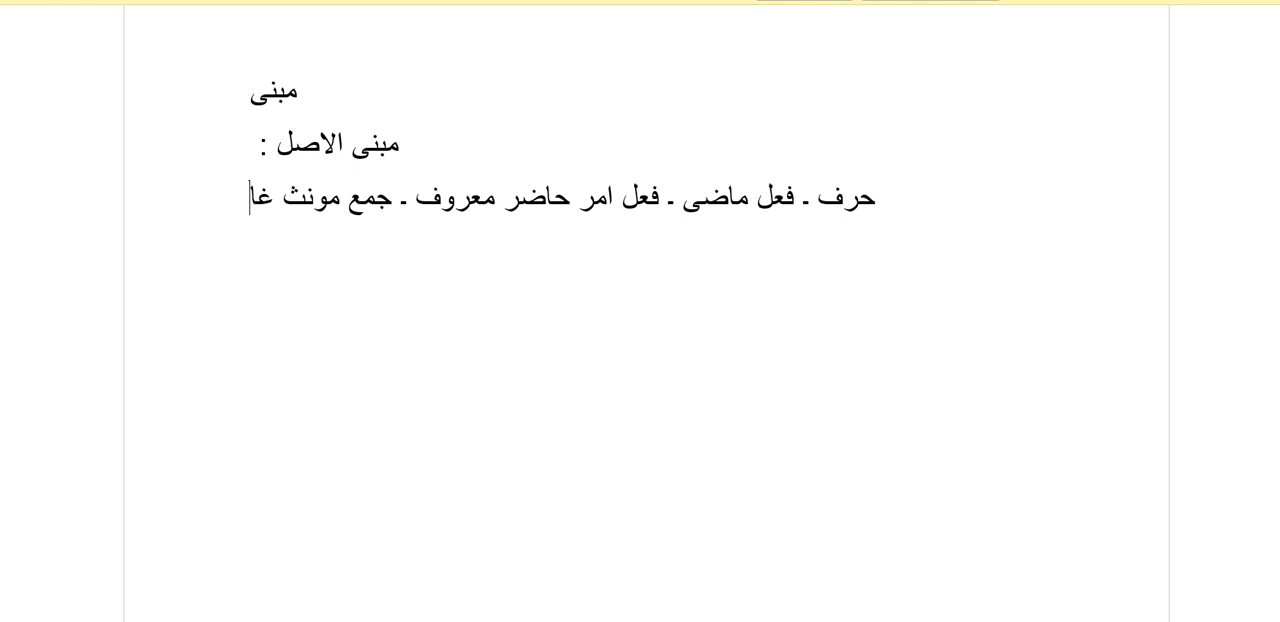 مبنی
مبنی الاصل :
حرف ۔ فعل ماضی ۔ فعل امر حاضر معروف ۔ جمع مونث غا